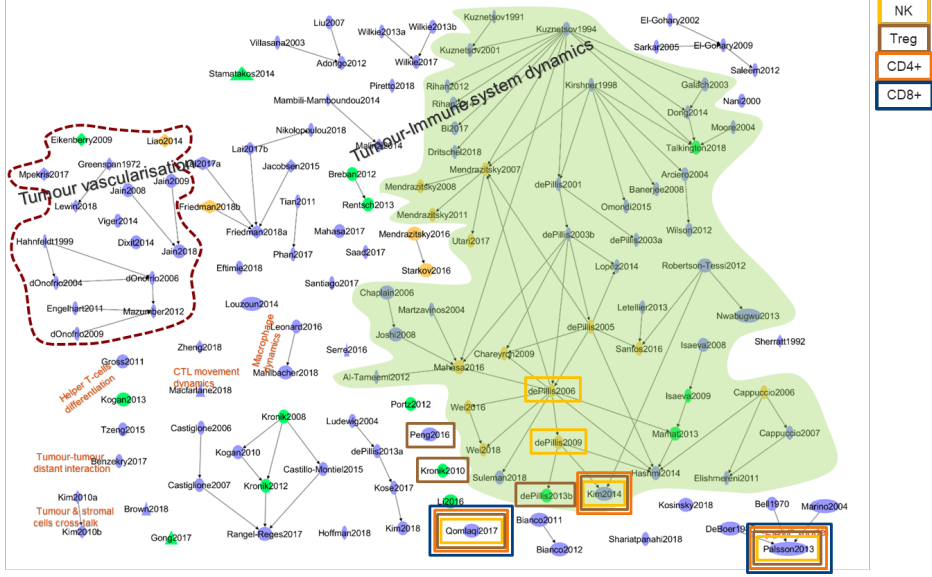 NK
Treg
CD4+
CD8+
Liu2007
Villasana2003
Adongo2012
Wilkie2013a
Wilkie2013b
Wilkie2017
Kuznetsov1991
Kuznetsov2001
Kuznetsov1994
El-Gohary2002
Sarkar2005
El-Gohary2009
Saleem2012
Stamatakos2014
Piretto2018
Mambili-Mamboundou2014
Nikolopoulou2018
Tumour-Immune system dynamics
Rihan2012
Kirshner1998
Galach2003
Nani2000
Dong2014
Moore2004
Bi2017
Dritschel2018
Talkington2018
Eikenberry2009
Liao2014
Lai2017b
Greenspan1972
Mpekris2017
Tumour vascularisation
Jain2008
Jain2009
Jacobsen2015
Breban2012
Mendrazitsky2007
Mendrazitsky2008
dePillis2001
Arciero2004
Banerjee2008
Lewin2018
Friedman2018b
Tian2011
Rentsch2013
Mendrazitsky2011
Omondi2015
Viger2014
Friedman2018a
Mahasa2017
Mendrazitsky2016
Utari2017
dePillis2003b
dePillis2003a
Wilson2012
Hahnfeldt1999
Dixit2014
Jain2018
Phan2017
Saad2017
Eftimie2018
Starkov2016
Lopez2014
Robertson-Tessi2012
dOnofrio2004
dOnofrio2006
Santiago2017
Chaplain2006
Engelhart2011
Mazumber2012
Louzoun2014
Martzavinos2004
Letellier2013
Nwabugwu2013
dOnofrio2009
Leonard2016
Joshi2008
dePillis2005
Macrophage
dynamics
Zheng2018
Serre2016
Chareyron2009
Santos2016
Isaeva2008
Sherratt1992
Gross2011
Helper T-cells
differentiation
CTL movement
dynamics
Mahlbacher2018
Al-Tameemi2012
Mahesa2016
Macfarlane2018
Kogan2013
dePillis2006
Isaeva2009
Cappuccio2006
Portz2012
Wei2016
Kronik2008
Ludewig2004
Tzeng2015
Castiglione2006
Peng2016
dePillis2009
Mamat2013
Cappuccio2007
Kogan2010
dePillis2013a
Wei2018
Tumour-tumour
distant interaction
Benzekry2017
Castillo-Montiel2015
Kronik2010
Suleman2018
Hashim2014
Elishmereni2011
Castiglione2007
Kronik2012
Kose2017
Kim2010a
Li2016
dePillis2013b
Kim2014
Kosinsky2018
Bell1970
Marino2004
Tumour & stromal
cells cross-talk
Brown2018
Bianco2011
Kim2010b
Gong2017
Rangel-Reges2017
Hoffman2018
Kim2018
Qomlaqi2017
Bianco2012
Shariatpanahi2018
Palsson2013